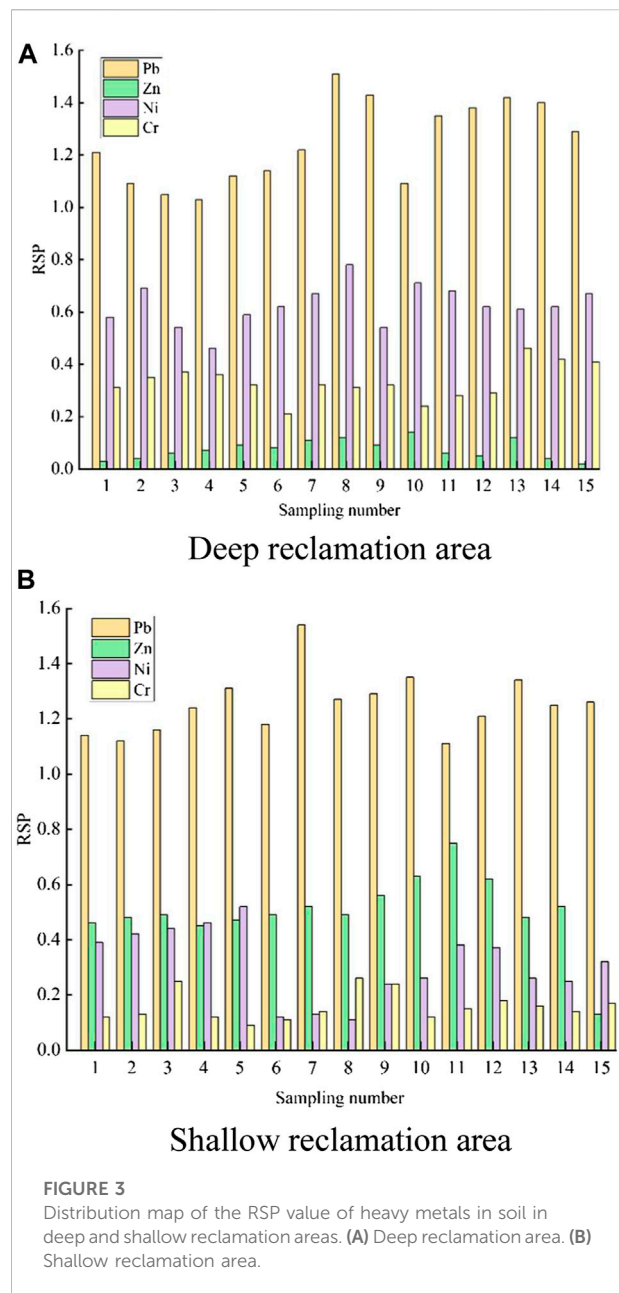 A
1.6
1.4
1.2
1.0
0.8
0.6
0.4
0.2
0.0
RSP
Pb
Zn
Ni
Cr
1 2 3 4 5 6 7 8 9 10 11 12 13 14 15
Sampling number
Deep reclamation area
B
1.6
1.4
1.2
1.0
0.8
0.6
0.4
0.2
0.0
RSP
Pb
Zn
Ni
Cr
1 2 3 4 5 6 7 8 9 10 11 12 13 14 15
Sampling number
Shallow reclamation area
FIGURE 3
Distribution map of the RSP value of heavy metals in soil in
deep and shallow reclamation areas. (A) Deep reclamation area. (B)
Shallow reclamation area.